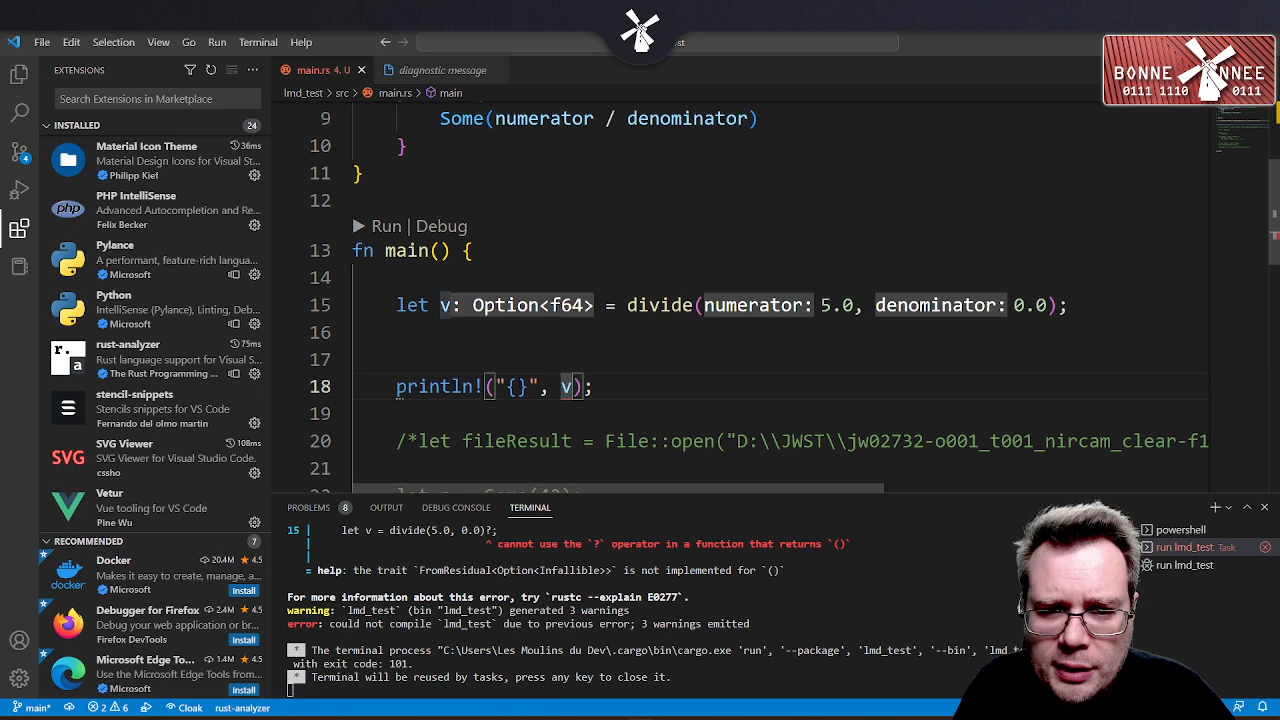 File Edit Selection View Go Run Terminal Help
BONNE NNEE
0111 1110 0111
EXTENSIONS
main.rs 4, U
diagnostic message
lmd_test > src > main.rs > main
Search Extensions in Marketplace
INSTALLED 24
Material Icon Theme 36ms
Material Design Icons for Visual St...
Philipp Kief
PHP IntelliSense
Advanced Autocompletion and Re...
Felix Becker
Pylance
A performant, feature-rich langua...
Microsoft
Python
IntelliSense (Pylance), Linting, De...
Microsoft
rust-analyzer 75ms
Rust language support for Visual S...
The Rust Programming ...
stencil-snippets
Stencils snippets for VS Code
Fernando del olmo martin
SVG Viewer 108ms
SVG Viewer for Visual Studio Code.
cssho
Vetur
Vue tooling for VS Code
Pine Wu
RECOMMENDED 7
Docker 20.4M 4.5
Makes it easy to create, manage, a...
Microsoft Install
Debugger for Firefox 2.4M 4.5
Debug your web application or br...
Firefox DevTools Install
Microsoft Edge To... 1.4M 4.5
Use the Microsoft Edge Tools from...
Microsoft Install
9 Some(numerator / denominator)
10 }
11 }
12
Run | Debug
13 fn main() {
14
15 let v: Option<f64> = divide(numerator: 5.0, denominator: 0.0);
16
17
18 println!("{}", v);
19
20 /*let fileResult = File::open("D:\\JWST\\jw02732-o001_t001_nircam_clear-f1
21
PROBLEMS 8 OUTPUT DEBUG CONSOLE TERMINAL
15 | let v = divide(5.0, 0.0)?;
| ^ cannot use the `?` operator in a function that returns `()`
|
= help: the trait `FromResidual<Option<Infallible>>` is not implemented for `()`
For more information about this error, try `rustc --explain E0277`.
warning: `lmd_test` (bin "lmd_test") generated 3 warnings
error: could not compile `lmd_test` due to previous error; 3 warnings emitted
* The terminal process "C:\Users\Les Moulins du Dev\.cargo\bin\cargo.exe 'run', '--package', 'lmd_test', '--bin', 'lmd_t
with exit code: 101.
* Terminal will be reused by tasks, press any key to close it.
powershell
run lmd_test Task
run lmd_test
main* 2 6 Cloak rust-analyzer